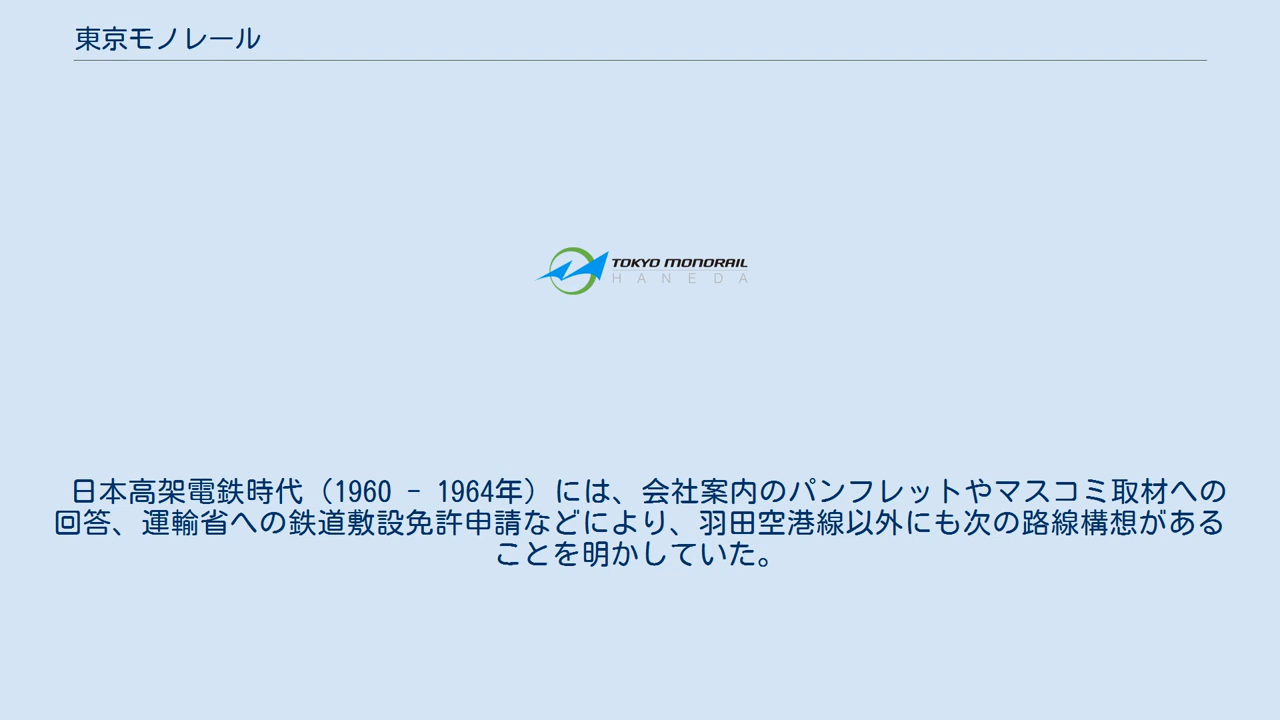 東京モノレール
TOKYO MONORAIL
HANEDA
日本高架電鉄時代（1960 - 1964年）には、会社案内のパンフレットやマスコミ取材への
回答、運輸省への鉄道敷設免許申請などにより、羽田空港線以外にも次の路線構想がある
ことを明かしていた。